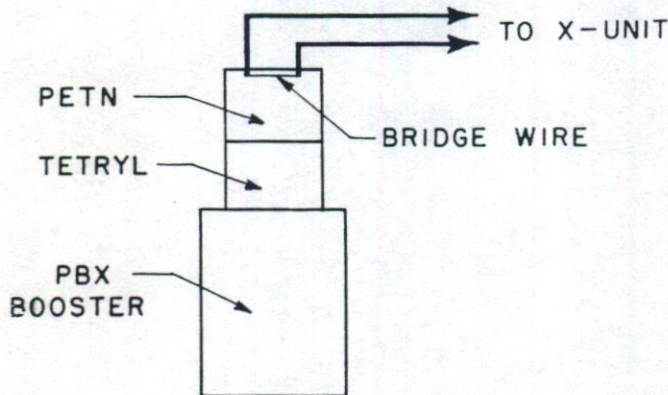 TO X-UNIT
PETN
BRIDGE WIRE
TETRYL
PBX
BOOSTER